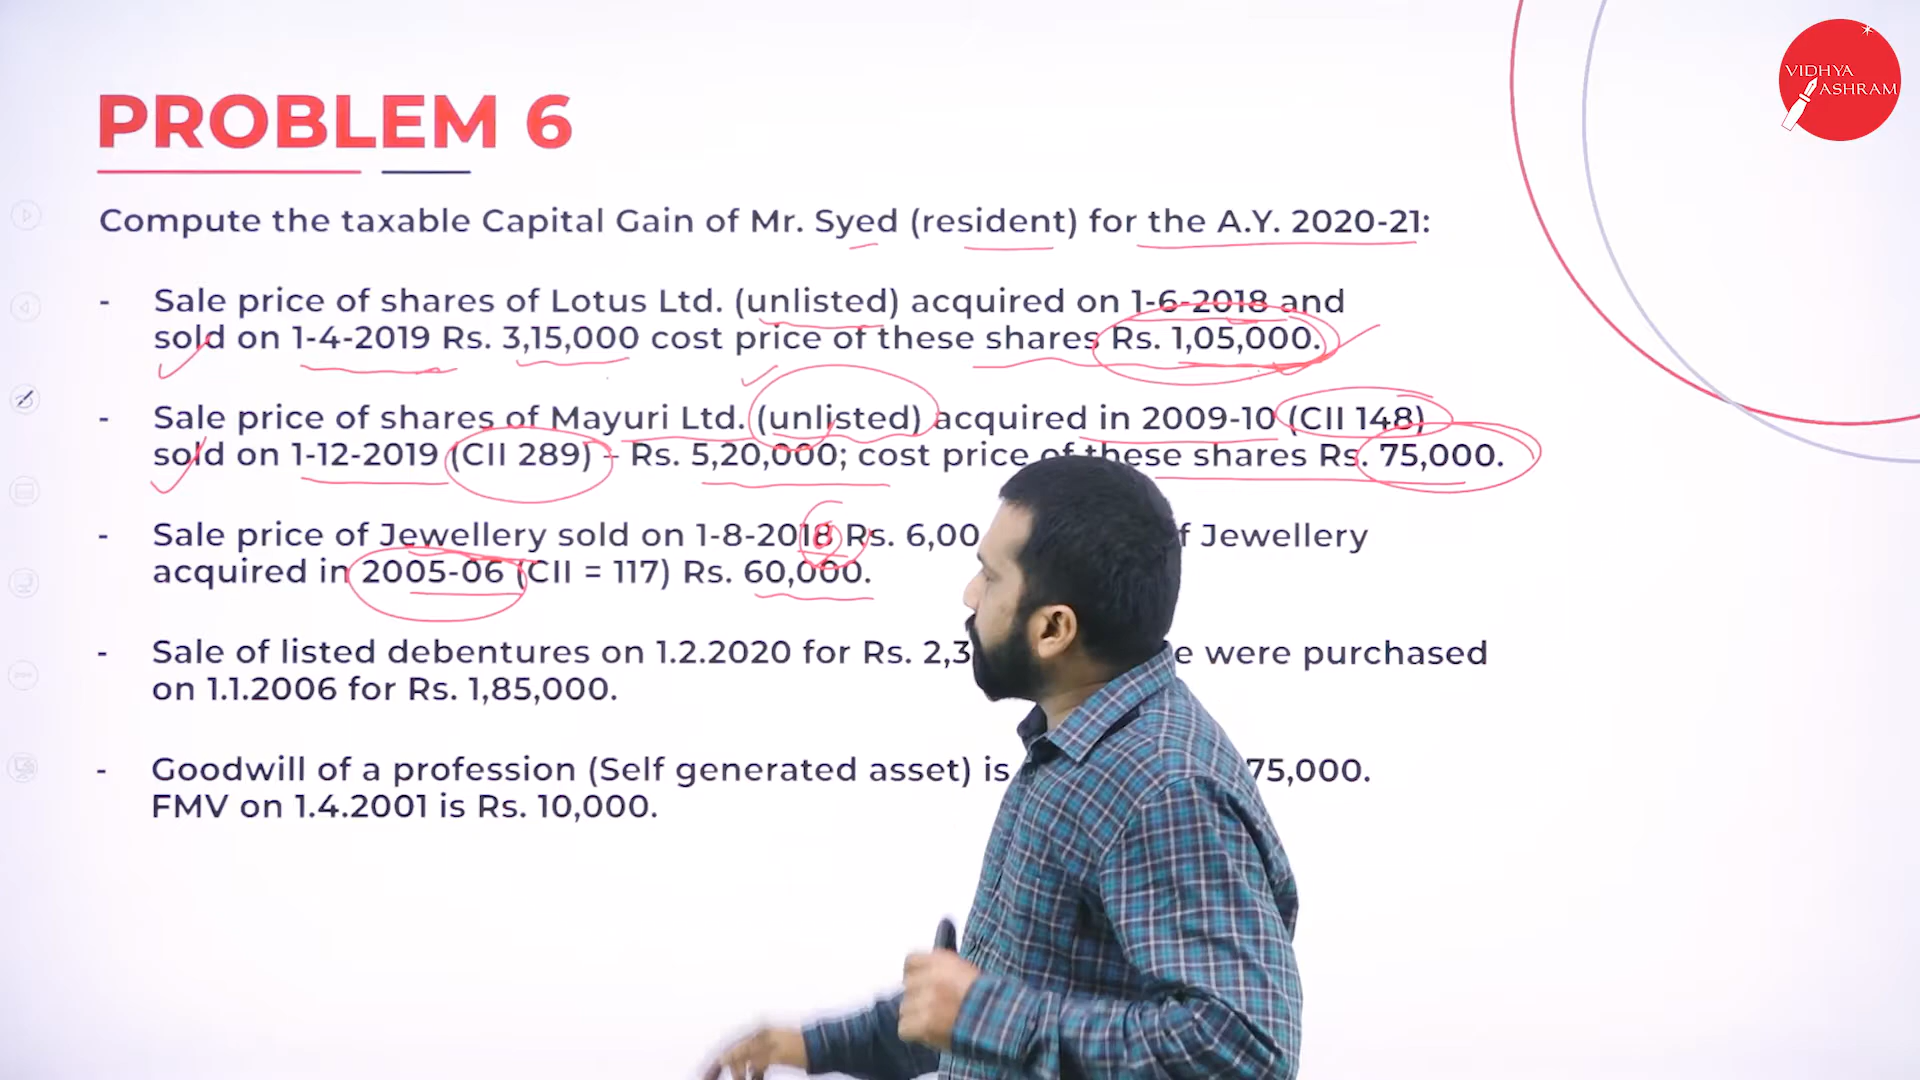 VIDHYA
ASHRAM
PROBLEM 6
Compute the taxable Capital Gain of Mr. Syed (resident) for the A.Y. 2020-21:
- Sale price of shares of Lotus Ltd. (unlisted) acquired on 1-6-2018 and
sold on 1-4-2019 Rs. 3,15,000 cost price of these shares Rs. 1,05,000.
- Sale price of shares of Mayuri Ltd. (unlisted) acquired in 2009-10 (CII 148)
sold on 1-12-2019 (CII 289) - Rs. 5,20,000; cost price of these shares Rs. 75,000.
- Sale price of Jewellery sold on 1-8-2018 Rs. 6,00 Jewellery
acquired in 2005-06 (CII = 117) Rs. 60,000.
- Sale of listed debentures on 1.2.2020 for Rs. 2,3 were purchased
on 1.1.2006 for Rs. 1,85,000.
- Goodwill of a profession (Self generated asset) is 75,000.
FMV on 1.4.2001 is Rs. 10,000.